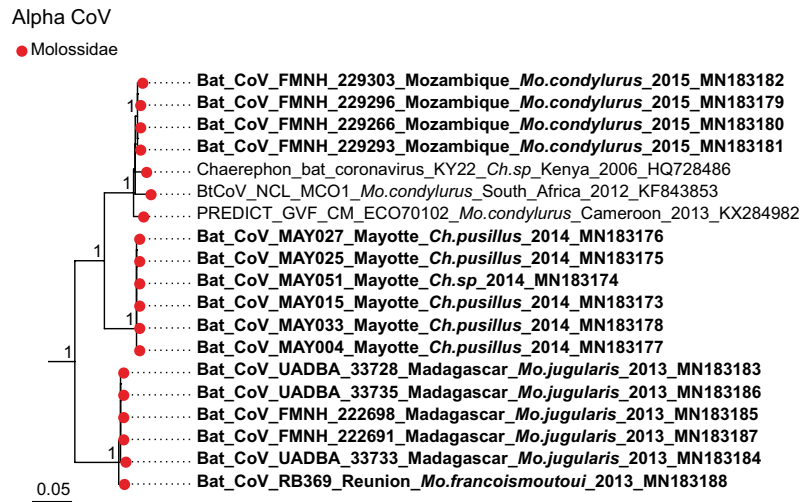 Alpha CoV
Molossidae
Bat_CoV_FMNH_229303_Mozambique_Mo.condylurus_2015_MN183182
1
Bat_CoV_FMNH_229296_Mozambique_Mo.condylurus_2015_MN183179
Bat_CoV_FMNH_229266_Mozambique_Mo.condylurus_2015_MN183180
Bat_CoV_FMNH_229293_Mozambique_Mo.condylurus_2015_MN183181
Chaerephon_bat_coronavirus_KY22_Ch.sp_Kenya_2006_HQ728486
1
BtCoV_NCL_MCO1_Mo.condylurus_South_Africa_2012_KF843853
PREDICT_GVF_CM_ECO70102_Mo.condylurus_Cameroon_2013_KX284982
Bat_CoV_MAY027_Mayotte_Ch.pusillus_2014_MN183176
1
Bat_CoV_MAY025_Mayotte_Ch.pusillus_2014_MN183175
Bat_CoV_MAY051_Mayotte_Ch.sp_2014_MN183174
Bat_CoV_MAY015_Mayotte_Ch.pusillus_2014_MN183173
1
Bat_CoV_MAY033_Mayotte_Ch.pusillus_2014_MN183178
1
Bat_CoV_MAY004_Mayotte_Ch.pusillus_2014_MN183177
Bat_CoV_UADBA_33728_Madagascar_Mo.jugularis_2013_MN183183
Bat_CoV_UADBA_33735_Madagascar_Mo.jugularis_2013_MN183186
Bat_CoV_FMNH_222698_Madagascar_Mo.jugularis_2013_MN183185
Bat_CoV_FMNH_222691_Madagascar_Mo.jugularis_2013_MN183187
1
Bat_CoV_UADBA_33733_Madagascar_Mo.jugularis_2013_MN183184
Bat_CoV_RB369_Reunion_Mo.francoismoutoui_2013_MN183188
0.05